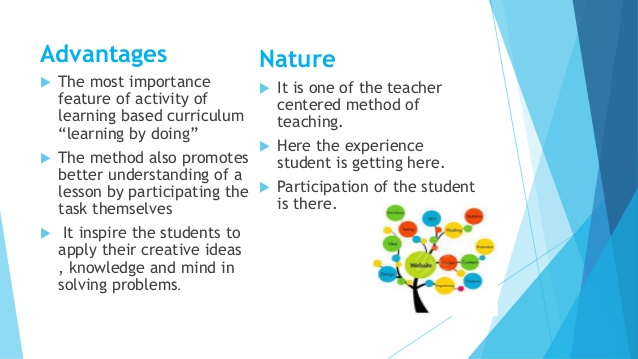 Advantages
The most importance
feature of activity of
learning based curriculum
“learning by doing”
The method also promotes
better understanding of a
lesson by participating the
task themselves
It inspire the students to
apply their creative ideas
, knowledge and mind in
solving problems.
Nature
It is one of the teacher
centered method of
teaching.
Here the experience
student is getting here.
Participation of the student
is there.
Website
Design
Content